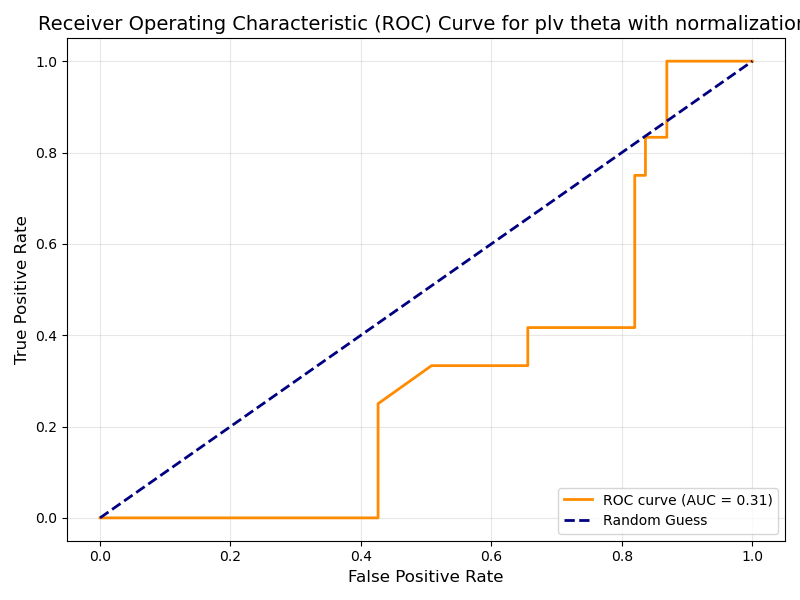 Receiver Operating Characteristic (ROC) Curve for plv theta with normalization
True Positive Rate
1.0
0.8
0.6
0.4
0.2
0.0
ROC curve (AUC = 0.31)
Random Guess
0.0 0.2 0.4 0.6 0.8 1.0
False Positive Rate